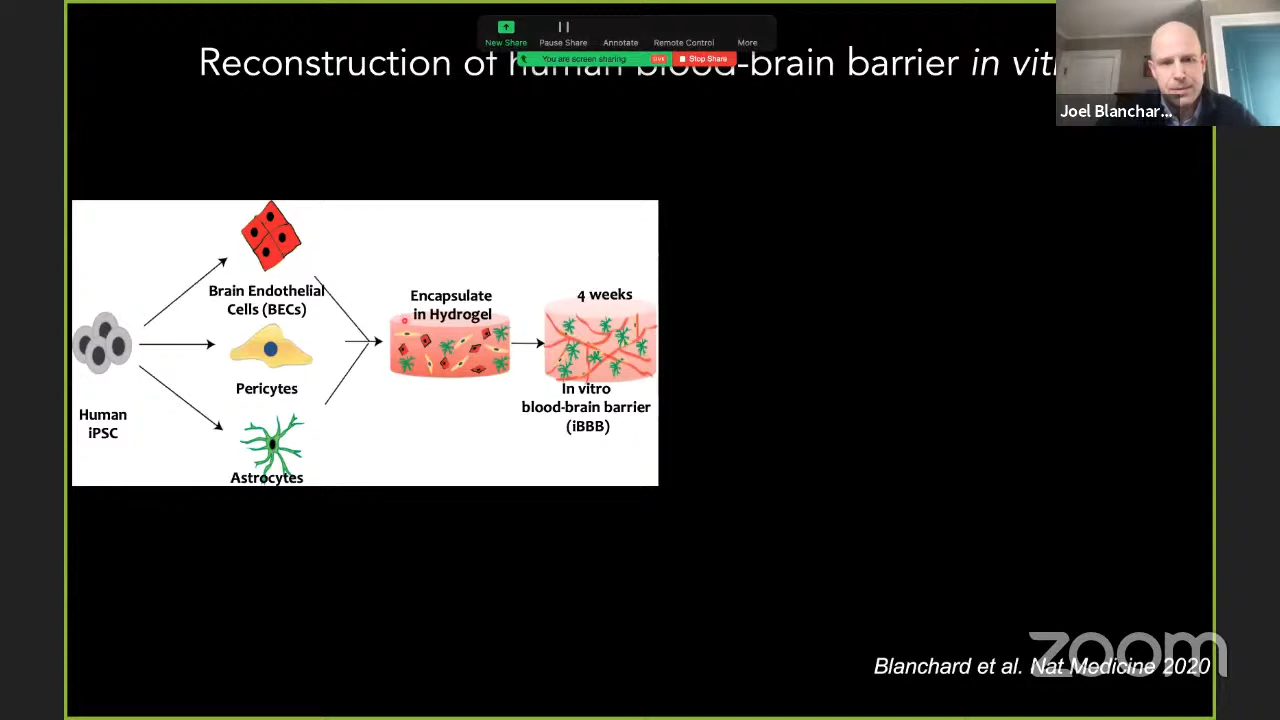 New Share
Pause Share
Annotate
Remote Control
More
You are screen sharing
LIVE
Stop Share
Reconstruction of human blood-brain barrier in vit
Joel Blanchar...
Brain Endothelial
Cells (BECs)
Pericytes
Astrocytes
Human
iPSC
Encapsulate
in Hydrogel
4 weeks
In vitro
blood-brain barrier
(iBBB)
zoom
Blanchard et al. Nat Medicine 2020